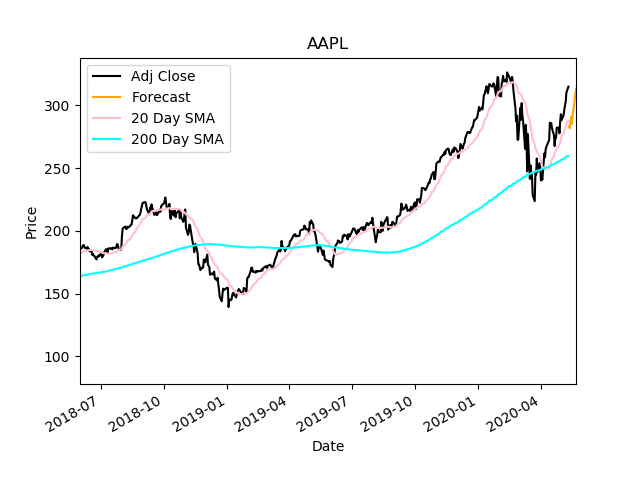 AAPL
Adj Close
Forecast
20 Day SMA
200 Day SMA
300
250
200
150
100
Price
2018-07
2018-10
2019-01
2019-04
2019-07
2019-10
2020-01
2020-04
Date